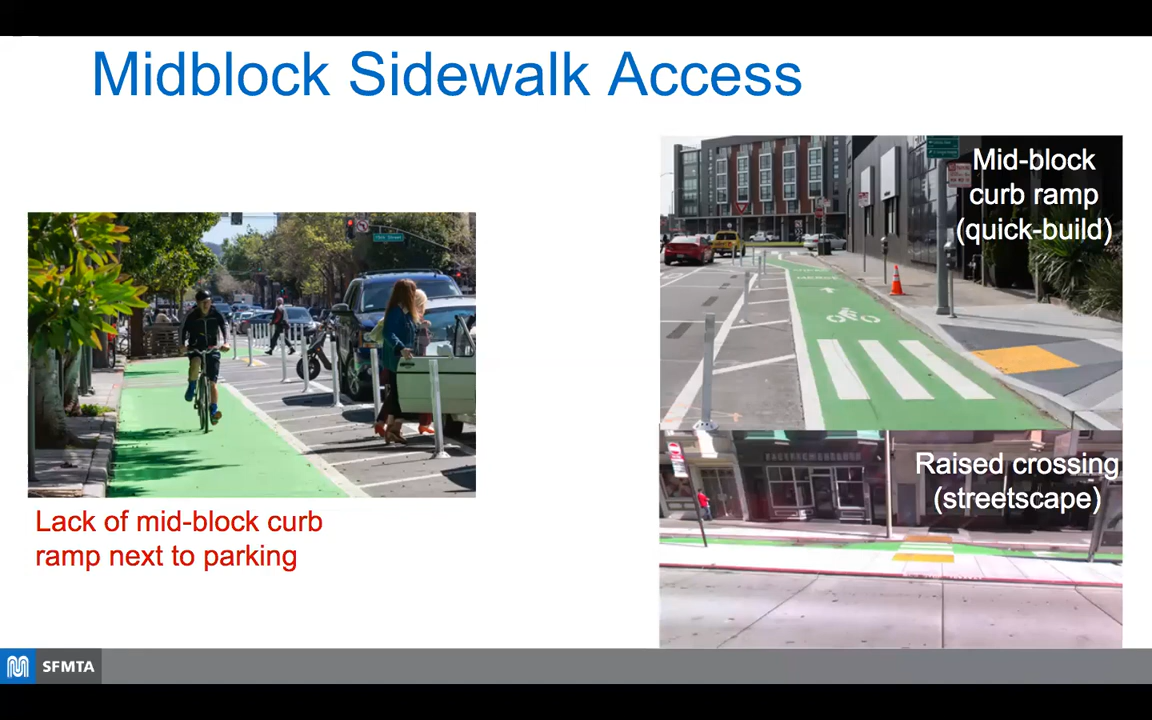 Midblock Sidewalk Access
Lack of mid-block curb
ramp next to parking
Mid-block
curb ramp
(quick-build)
Raised crossing
(streetscape)
SFMTA